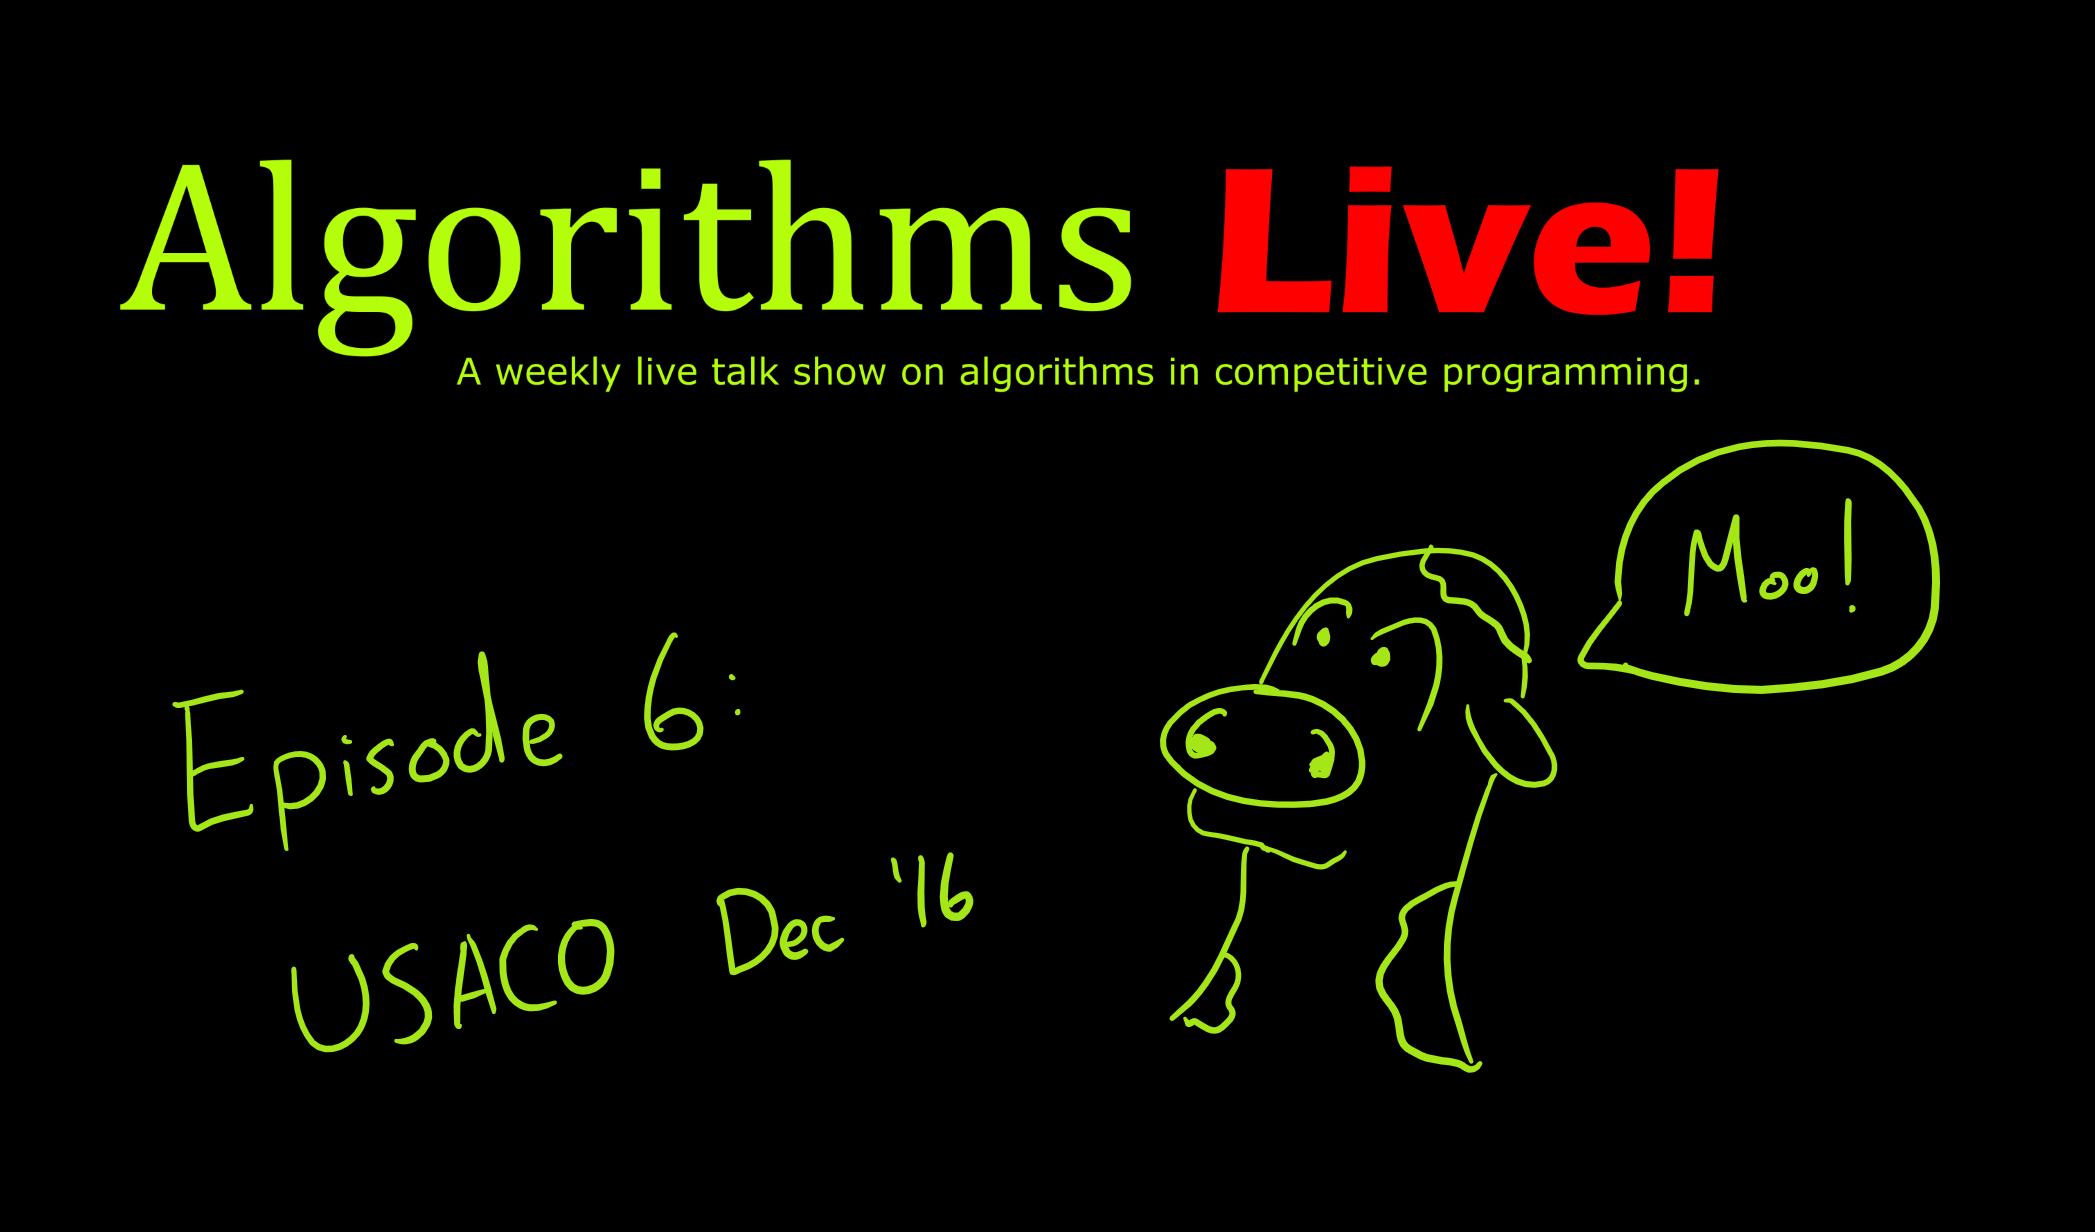 Algorithms Live!
A weekly live talk show on algorithms in competitive programming.
Moo!
Episode 6:
USACO Dec '16